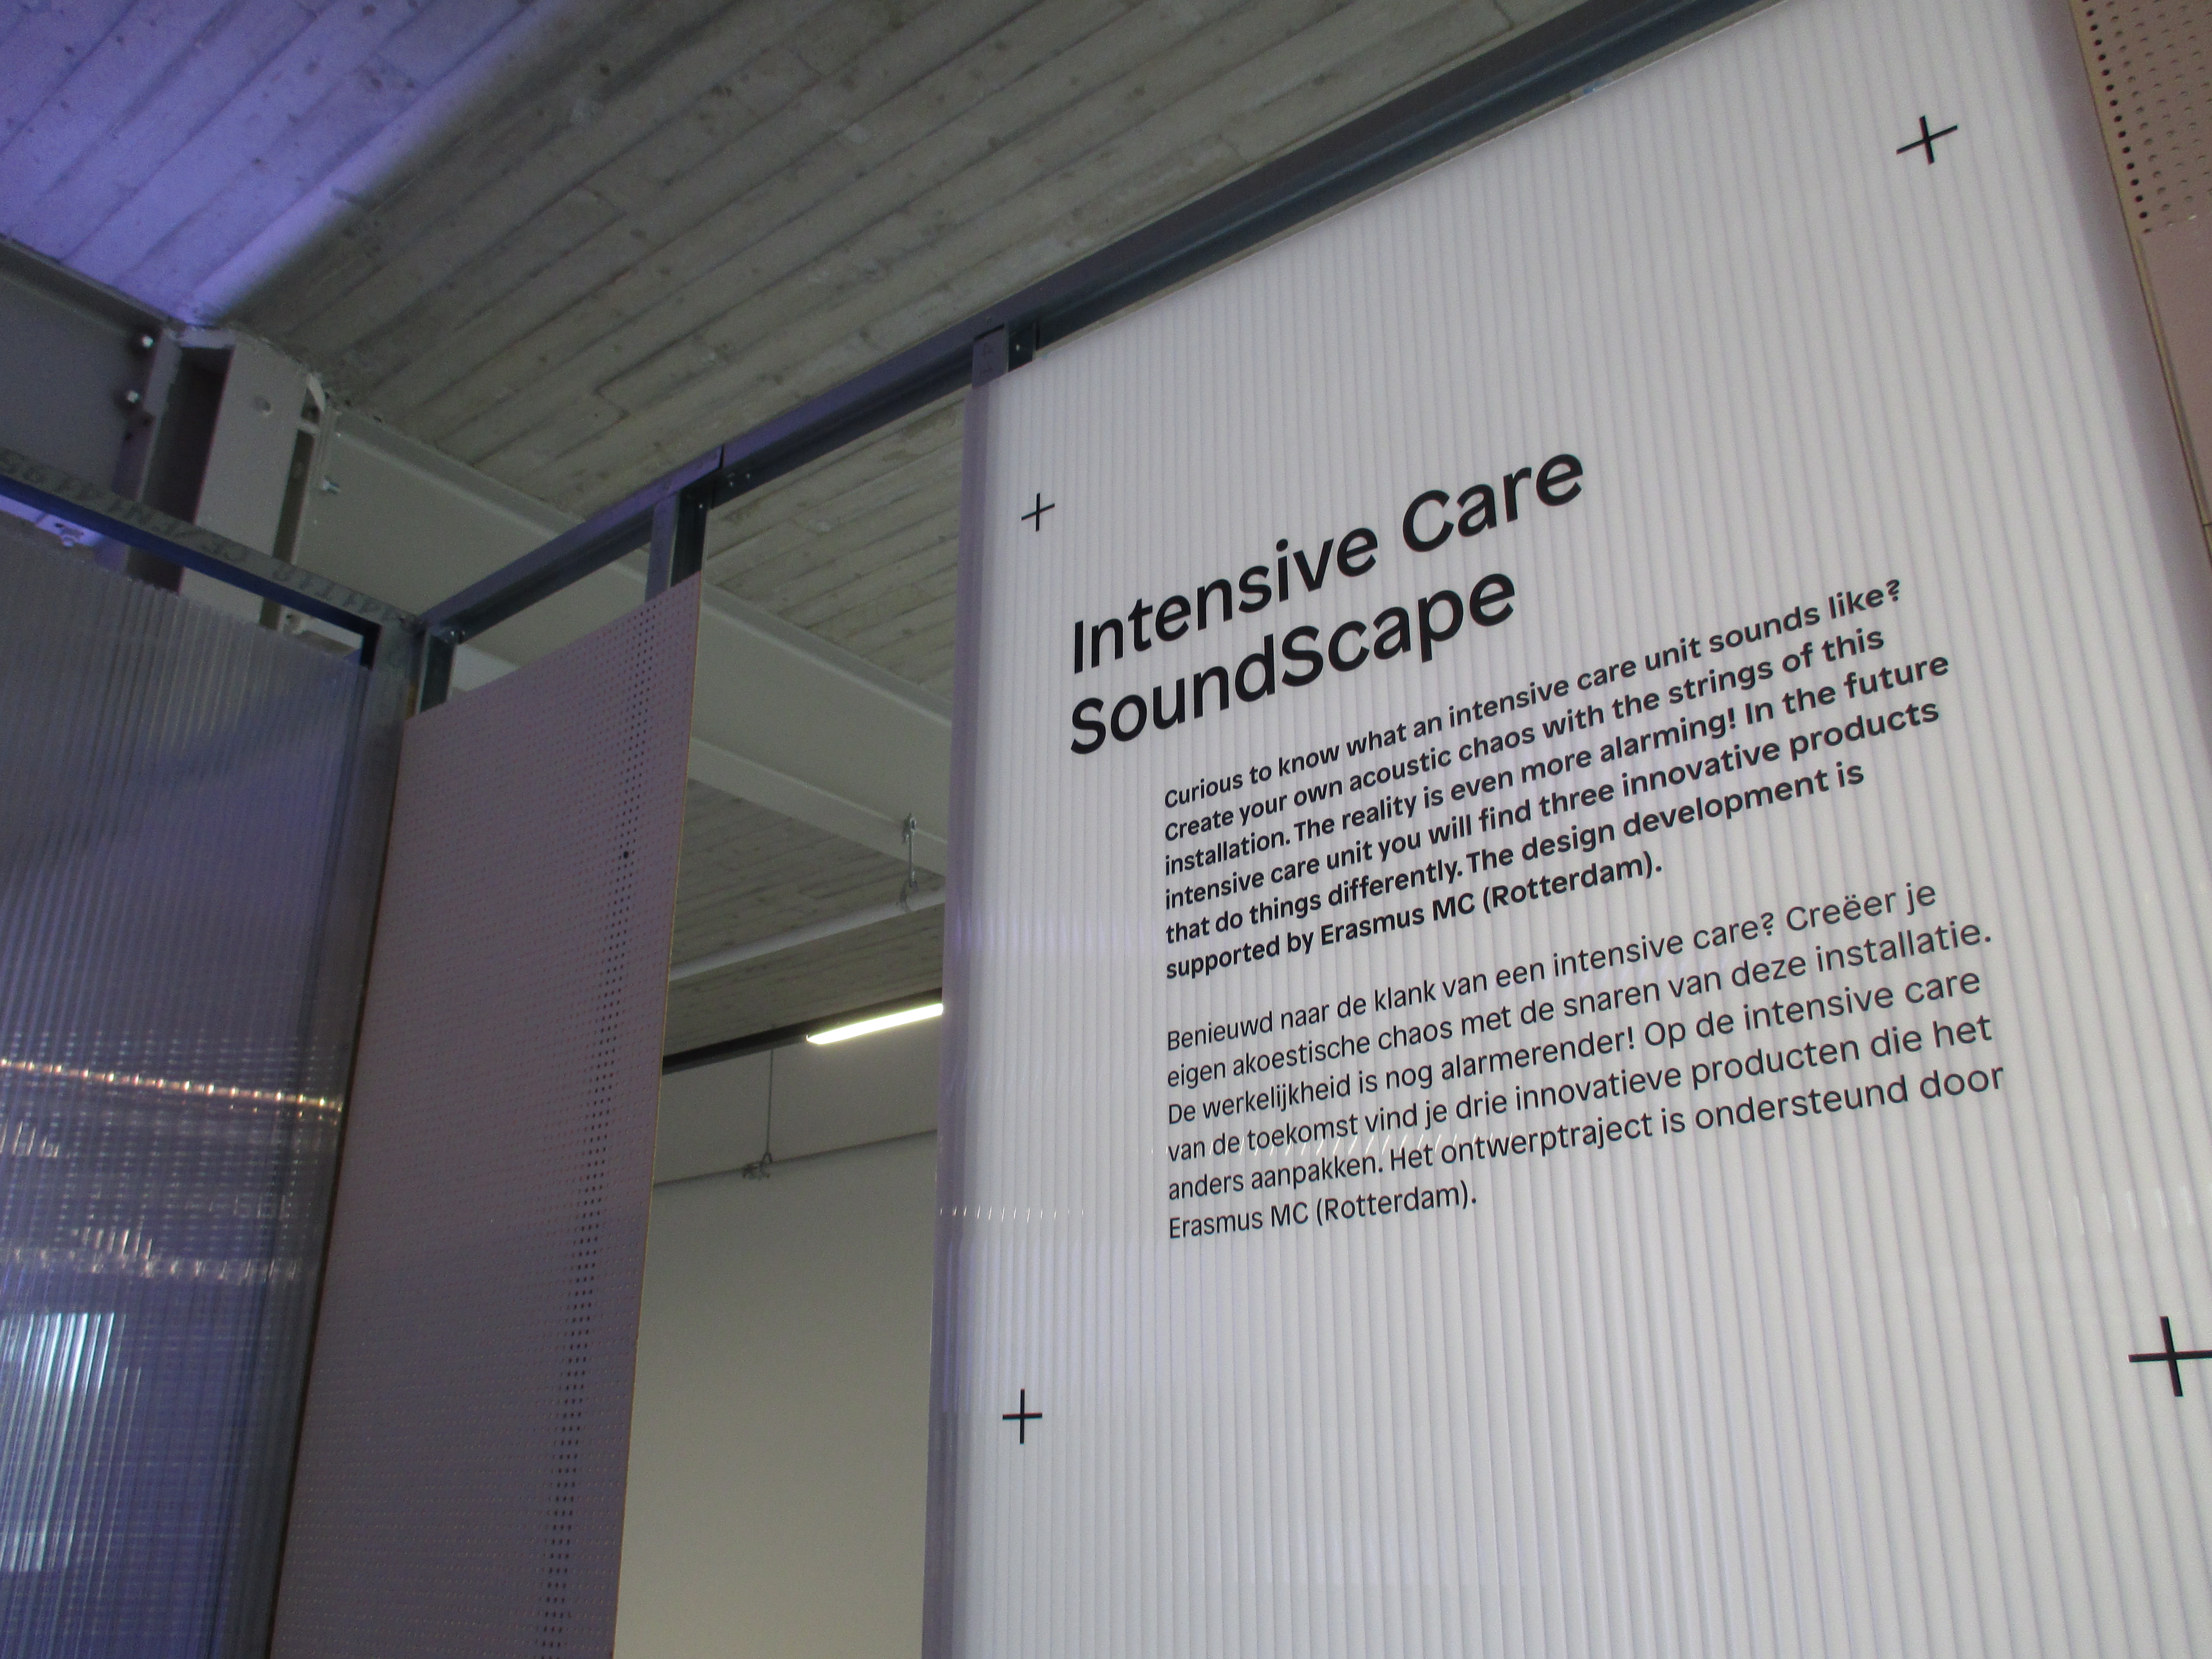 Intensive Care
SoundScape
Curious to know what an intensive care unit sounds like?
Create your own acoustic chaos with the strings of this
installation. The reality is even more alarming! In the future
intensive care unit you will find three innovative products
that do things differently. The design development is
supported by Erasmus MC (Rotterdam).
Benieuwd naar de klank van een intensive care? Creëer je
eigen akoestische chaos met de snaren van deze installatie.
De werkelijkheid is nog alarmerender! Op de intensive care
van de toekomst vind je drie innovatieve producten die het
anders aanpakken. Het ontwerptraject is ondersteund door
Erasmus MC (Rotterdam).